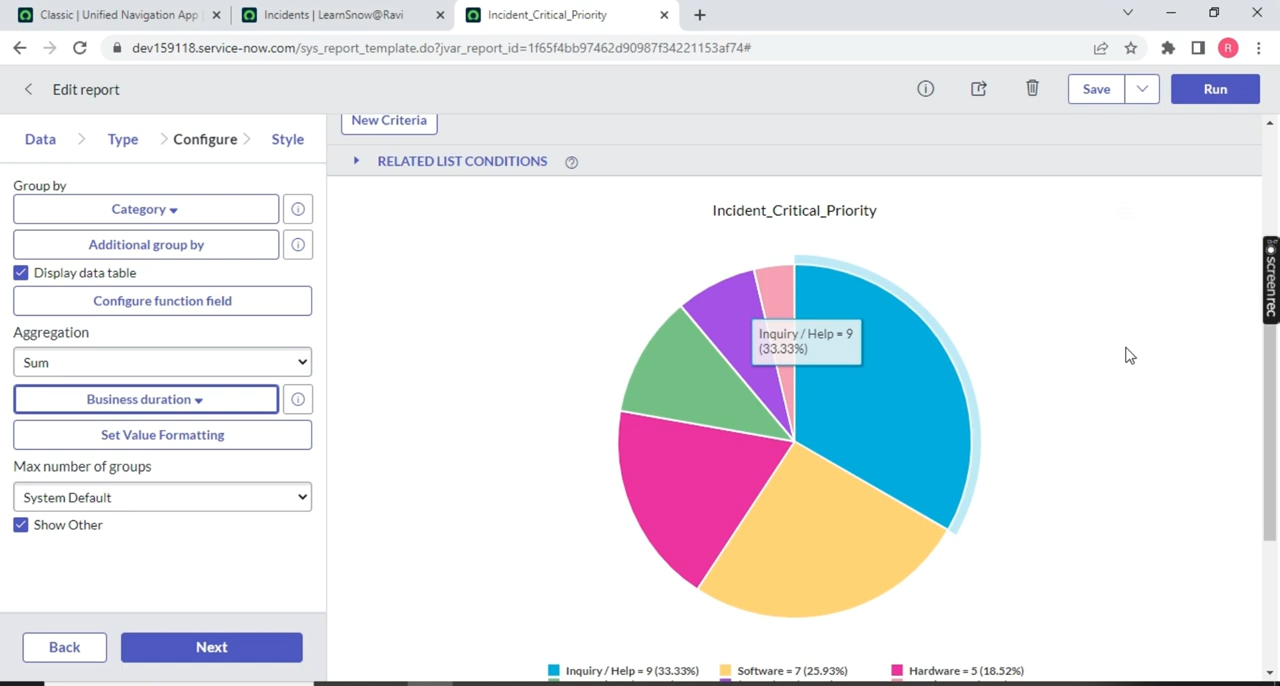 Classic | Unified Navigation App
Incidents | LearnSnow@Ravi
Incident_Critical_Priority
dev159118.service-now.com/sys_report_template.do?jvar_report_id=1f65f4bb97462d90987f34221153af74#
R
Edit report
Save
Run
Data
Type
Configure
Style
New Criteria
RELATED LIST CONDITIONS
Group by
Category
Additional group by
Display data table
Configure function field
Aggregation
Sum
Business duration
Set Value Formatting
Max number of groups
System Default
Show Other
Back
Next
Incident_Critical_Priority
Inquiry / Help = 9
(33.33%)
Inquiry / Help = 9 (33.33%)
Software = 7 (25.93%)
Hardware = 5 (18.52%)
screenrec